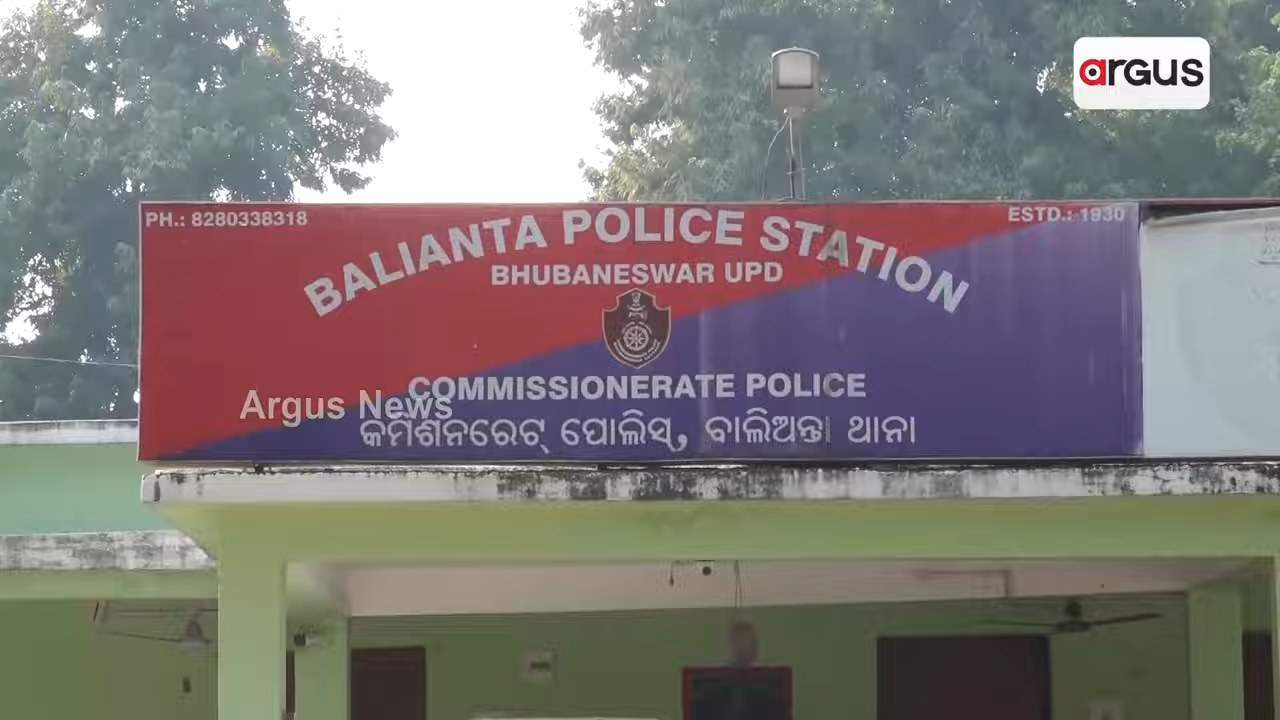 argus
PH.: 8280338318
ESTD.: 1930
BALIANTA POLICE STATION
BHUBANESWAR UPD
COMMISSIONERATE POLICE
Argus News
କମିଶନରେଟ୍ ପୋଲିସ୍, ବାଲିଅନ୍ତା ଥାନା